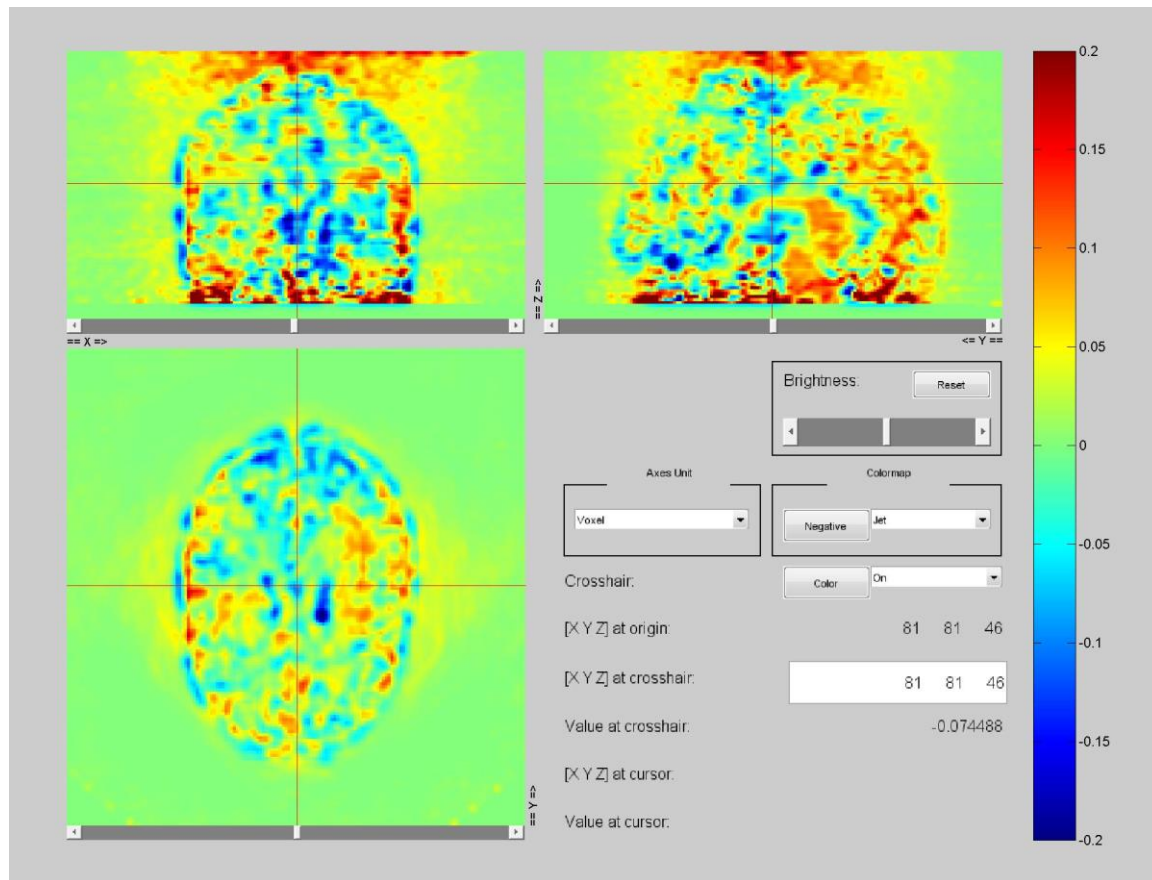 0.2
0.15
0.1
0.05
0
-0.05
-0.1
-0.15
-0.2
== X =>
== Z =>
<= Y ==
== Y =>
Brightness:
Reset
Axes Unit
Colormap
Voxel
Negative
Jet
Crosshair:
Color
On
[X Y Z] at origin:
81 81 46
[X Y Z] at crosshair:
81 81 46
Value at crosshair:
-0.074488
[X Y Z] at cursor:
Value at cursor: